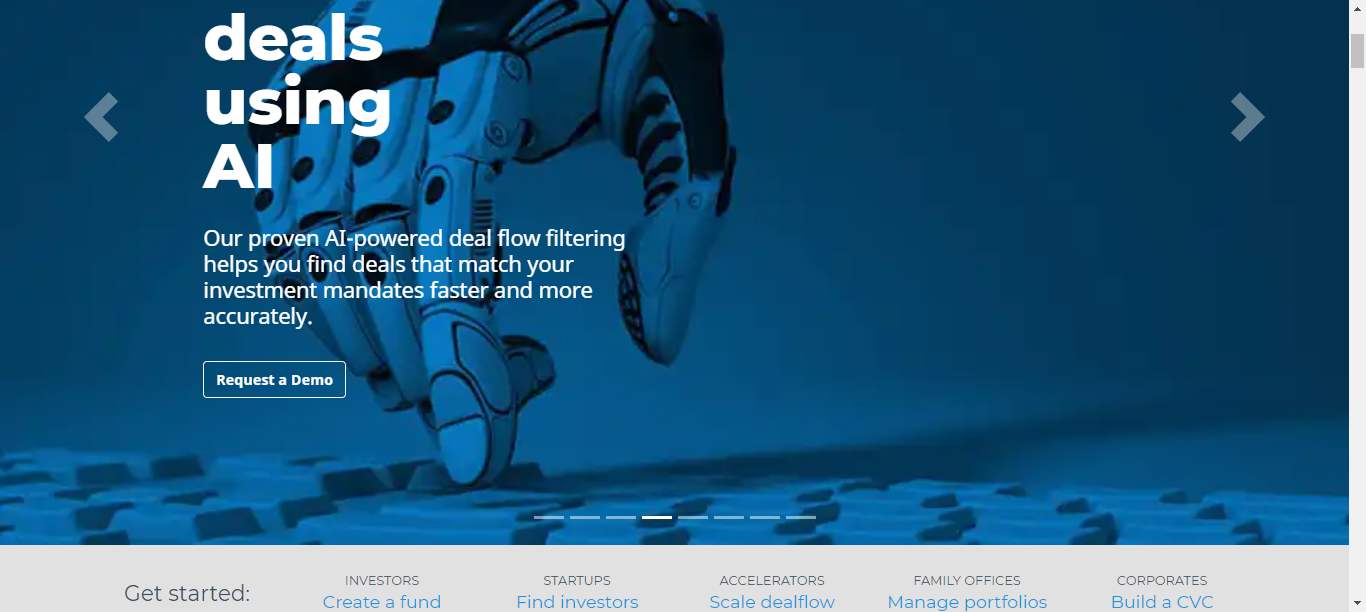 deals
using
AI
Our proven AI-powered deal flow filtering
helps you find deals that match your
investment mandates faster and more
accurately.
Request a Demo
Get started:
INVESTORS
Create a fund
STARTUPS
Find investors
ACCELERATORS
Scale dealflow
FAMILY OFFICES
Manage portfolios
CORPORATES
Build a CVC